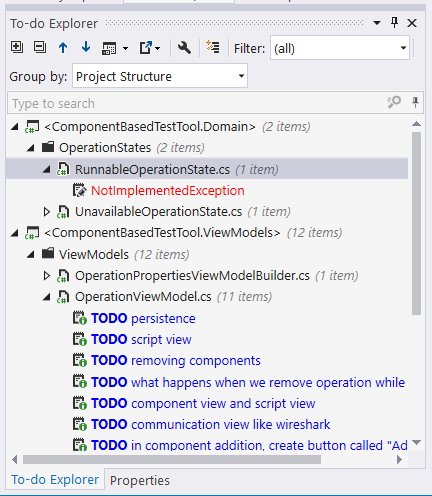 To-do Explorer
Filter: (all)
Group by: Project Structure
Type to search
<ComponentBasedTestTool.Domain> (2 items)
OperationStates (2 items)
RunnableOperationState.cs (1 item)
NotImplementedException
UnavailableOperationState.cs (1 item)
<ComponentBasedTestTool.ViewModels> (12 items)
ViewModels (12 items)
OperationPropertiesViewModelBuilder.cs (1 item)
OperationViewModel.cs (11 items)
TODO persistence
TODO script view
TODO removing components
TODO what happens when we remove operation while
TODO component view and script view
TODO communication view like wireshark
TODO in component addition, create button called "Ad
To-do Explorer Properties